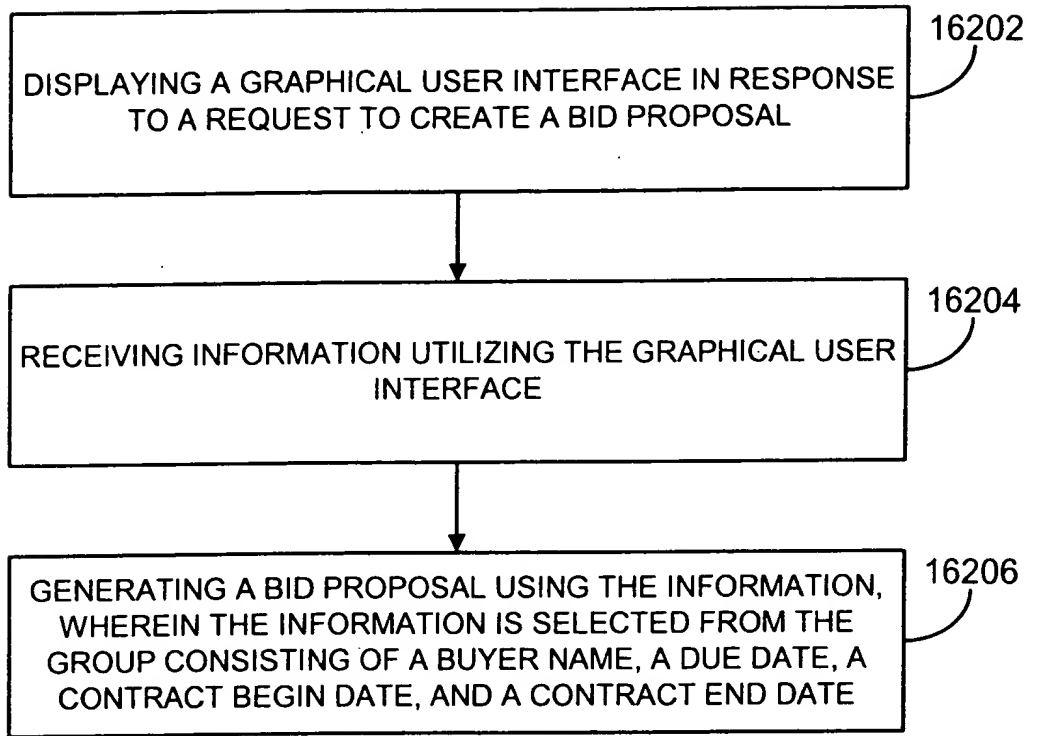 16202
DISPLAYING A GRAPHICAL USER INTERFACE IN RESPONSE
TO A REQUEST TO CREATE A BID PROPOSAL
16204
RECEIVING INFORMATION UTILIZING THE GRAPHICAL USER
INTERFACE
16206
GENERATING A BID PROPOSAL USING THE INFORMATION,
WHEREIN THE INFORMATION IS SELECTED FROM THE
GROUP CONSISTING OF A BUYER NAME, A DUE DATE, A
CONTRACT BEGIN DATE, AND A CONTRACT END DATE